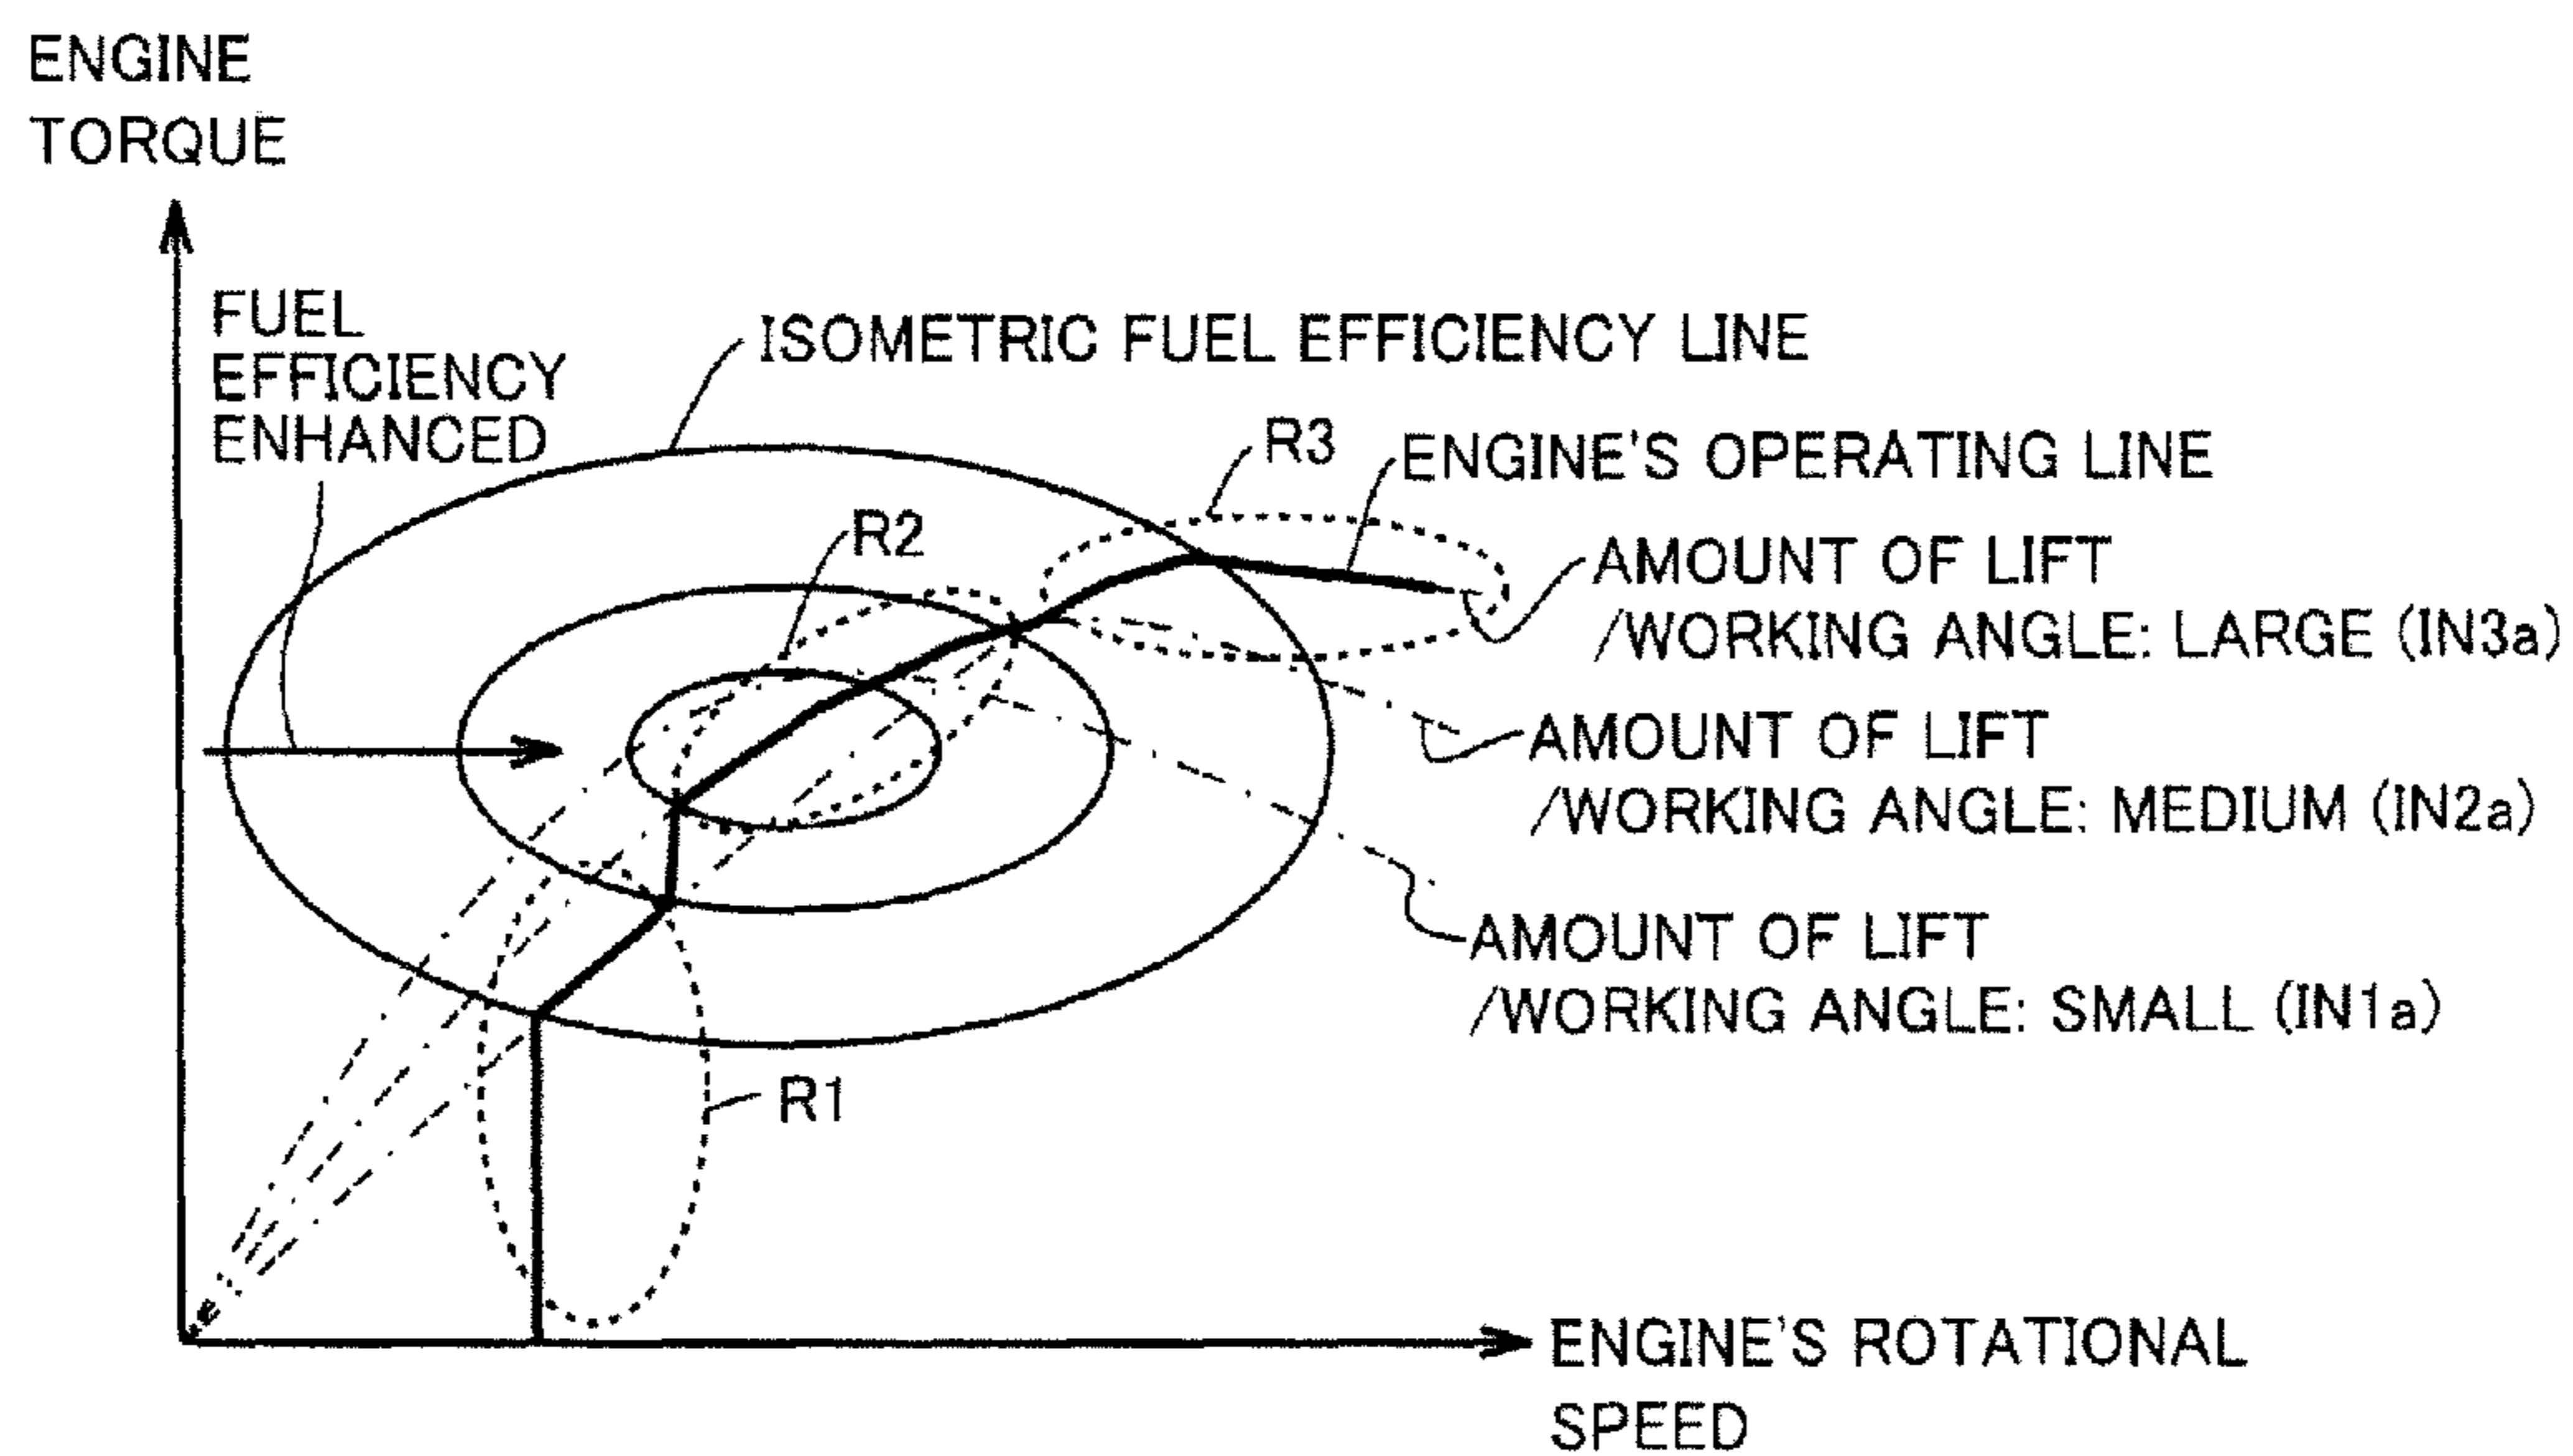 ENGINE
TORQUE
FUEL
EFFICIENCY
ENHANCED
ISOMETRIC FUEL EFFICIENCY LINE
R3
ENGINE'S OPERATING LINE
R2
AMOUNT OF LIFT
/WORKING ANGLE: LARGE (IN3a)
AMOUNT OF LIFT
/WORKING ANGLE: MEDIUM (IN2a)
AMOUNT OF LIFT
/WORKING ANGLE: SMALL (IN1a)
R1
ENGINE'S ROTATIONAL
SPEED